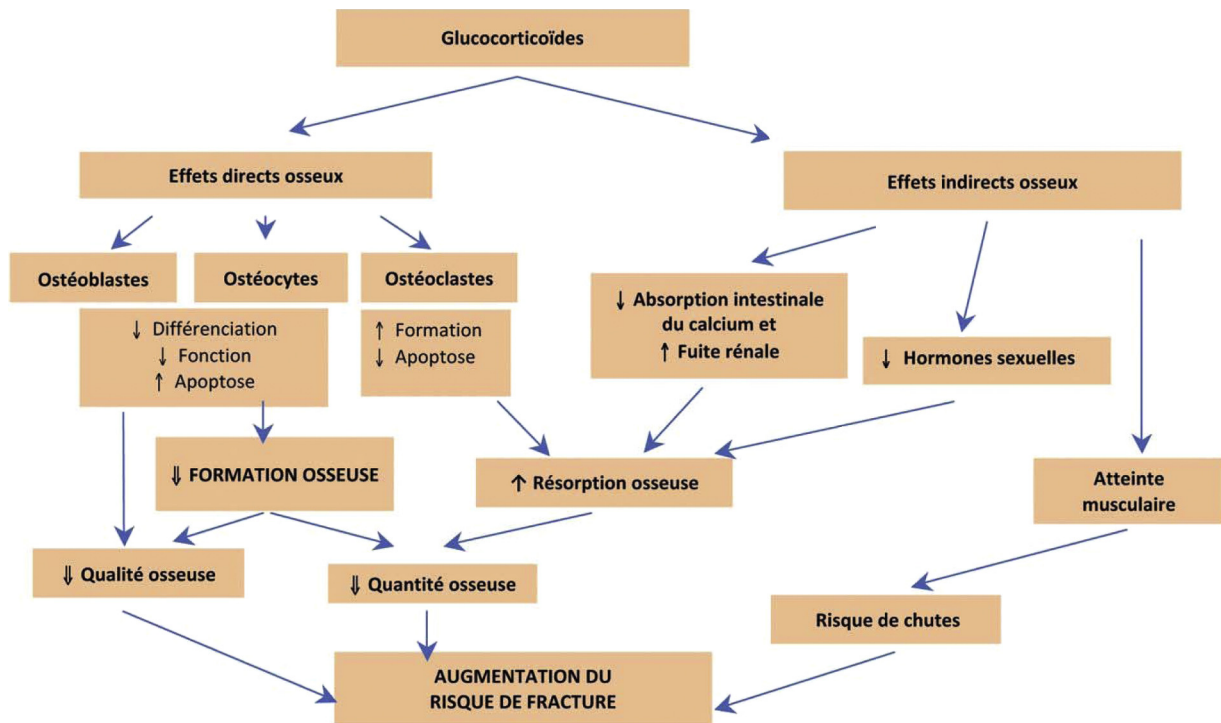 Glucocorticoïdes
Effets directs osseux
Effets indirects osseux
Ostéoblastes
Ostéocytes
Ostéoclastes
↓ Différenciation
↓ Fonction
↑ Apoptose
↑ Formation
↓ Apoptose
↓ Absorption intestinale
du calcium et
↑ Fuite rénale
↓ Hormones sexuelles
⇓ FORMATION OSSEUSE
↑ Résorption osseuse
Atteinte
musculaire
⇓ Qualité osseuse
⇓ Quantité osseuse
Risque de chutes
AUGMENTATION DU
RISQUE DE FRACTURE